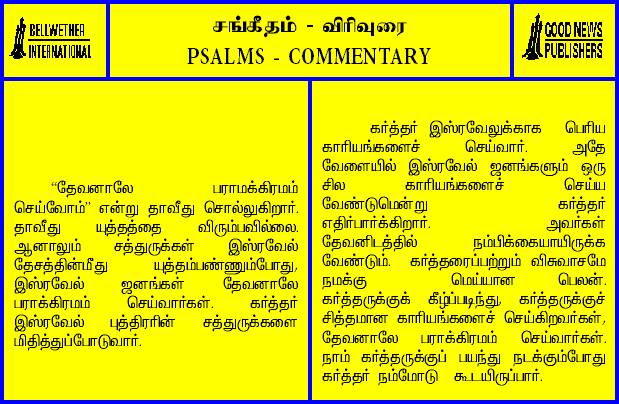 BELLWETHER
INTERNATIONAL
சங்கீதம் - விரிவுரை
PSALMS - COMMENTARY
GOOD NEWS
PUBLISHERS
“தேவனாலே பராமக்கிரமம்
செய்வோம்” என்று தாவீது சொல்லுகிறார்.
தாவீது யுத்தத்தை விரும்பவில்லை.
ஆனாலும் சத்துருக்கள் இஸ்ரவேல்
தேசத்தின்மீது யுத்தம்பண்ணும்போது,
இஸ்ரவேல் ஜனங்கள் தேவனாலே
பராக்கிரமம் செய்வார்கள். கர்த்தர்
இஸ்ரவேல் புத்திரரின் சத்துருக்களை
மிதித்துப்போடுவார்.
கர்த்தர் இஸ்ரவேலுக்காக பெரிய
காரியங்களைச் செய்வார். அதே
வேளையில் இஸ்ரவேல் ஜனங்களும் ஒரு
சில காரியங்களைச் செய்ய
வேண்டுமென்று கர்த்தர்
எதிர்பார்க்கிறார். அவர்கள்
தேவனிடத்தில் நம்பிக்கையாயிருக்க
வேண்டும். கர்த்தரைப்பற்றும் விசுவாசமே
நமக்கு மெய்யான பெலன்.
கர்த்தருக்குக் கீழ்ப்படிந்து, கர்த்தருக்குச்
சித்தமான காரியங்களைச் செய்கிறவர்கள்,
தேவனாலே பராக்கிரமம் செய்வார்கள்.
நாம் கர்த்தருக்குப் பயந்து நடக்கும்போது
கர்த்தர் நம்மோடு கூடயிருப்பார்.